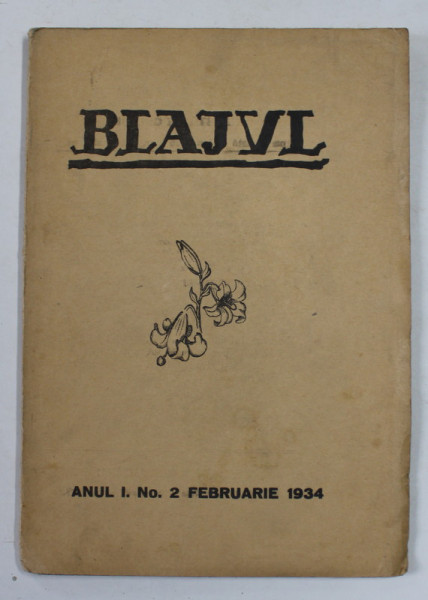 BLAJVL
ANUL I. No. 2 FEBRUARIE 1934